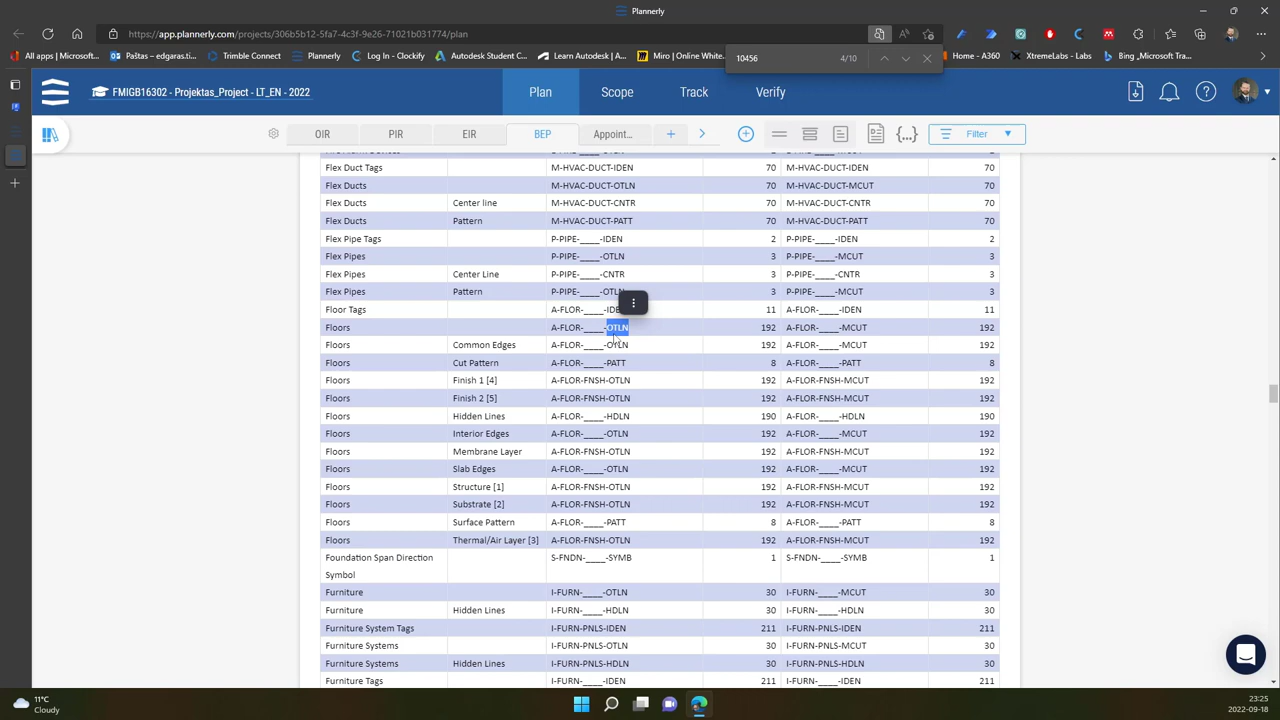 Plannerly
https://app.plannerly.com/projects/306b5b12-5fa7-4c3f-9e26-71021b031774/plan
All apps | Microsoft... Paštas – edgaras.ti... Trimble Connect Plannerly Log In - Clockify Autodesk Student C... Learn Autodesk | A... Miro | Online White... Plannerly (Microsoft... Home - A360 XtremeLabs - Labs Bing „Microsoft Tra...
10456 4/10
FMIGB16302 - Projektas_Project - LT_EN - 2022
Plan Scope Track Verify
OIR PIR EIR BEP Appoint... Filter
Flex Duct Tags M-HVAC-DUCT-IDEN 70 M-HVAC-DUCT-IDEN 70
Flex Ducts M-HVAC-DUCT-OTLN 70 M-HVAC-DUCT-MCUT 70
Flex Ducts Center line M-HVAC-DUCT-CNTR 70 M-HVAC-DUCT-CNTR 70
Flex Ducts Pattern M-HVAC-DUCT-PATT 70 M-HVAC-DUCT-PATT 70
Flex Pipe Tags P-PIPE-____-IDEN 2 P-PIPE-____-IDEN 2
Flex Pipes P-PIPE-____-OTLN 3 P-PIPE-____-MCUT 3
Flex Pipes Center Line P-PIPE-____-CNTR 3 P-PIPE-____-CNTR 3
Flex Pipes Pattern P-PIPE-____-OTLN 3 P-PIPE-____-MCUT 3
Floor Tags A-FLOR-____-IDEN 11 A-FLOR-____-IDEN 11
Floors A-FLOR-____-OTLN 192 A-FLOR-____-MCUT 192
Floors Common Edges A-FLOR-____-OTLN 192 A-FLOR-____-MCUT 192
Floors Cut Pattern A-FLOR-____-PATT 8 A-FLOR-____-PATT 8
Floors Finish 1 [4] A-FLOR-FNSH-OTLN 192 A-FLOR-FNSH-MCUT 192
Floors Finish 2 [5] A-FLOR-FNSH-OTLN 192 A-FLOR-FNSH-MCUT 192
Floors Hidden Lines A-FLOR-____-HDLN 190 A-FLOR-____-HDLN 190
Floors Interior Edges A-FLOR-____-OTLN 192 A-FLOR-____-MCUT 192
Floors Membrane Layer A-FLOR-FNSH-OTLN 192 A-FLOR-FNSH-MCUT 192
Floors Slab Edges A-FLOR-____-OTLN 192 A-FLOR-____-MCUT 192
Floors Structure [1] A-FLOR-FNSH-OTLN 192 A-FLOR-FNSH-MCUT 192
Floors Substrate [2] A-FLOR-FNSH-OTLN 192 A-FLOR-FNSH-MCUT 192
Floors Surface Pattern A-FLOR-____-PATT 8 A-FLOR-____-PATT 8
Floors Thermal/Air Layer [3] A-FLOR-FNSH-OTLN 192 A-FLOR-FNSH-MCUT 192
Foundation Span Direction S-FNDN-____-SYMB 1 S-FNDN-____-SYMB 1
Symbol
Furniture I-FURN-____-OTLN 30 I-FURN-____-MCUT 30
Furniture Hidden Lines I-FURN-____-HDLN 30 I-FURN-____-HDLN 30
Furniture System Tags I-FURN-PNLS-IDEN 211 I-FURN-PNLS-IDEN 211
Furniture Systems I-FURN-PNLS-OTLN 30 I-FURN-PNLS-MCUT 30
Furniture Systems Hidden Lines I-FURN-PNLS-HDLN 30 I-FURN-PNLS-HDLN 30
Furniture Tags I-FURN-____-IDEN 211 I-FURN-____-IDEN 211
11°C
Cloudy
23:25
2022-09-18